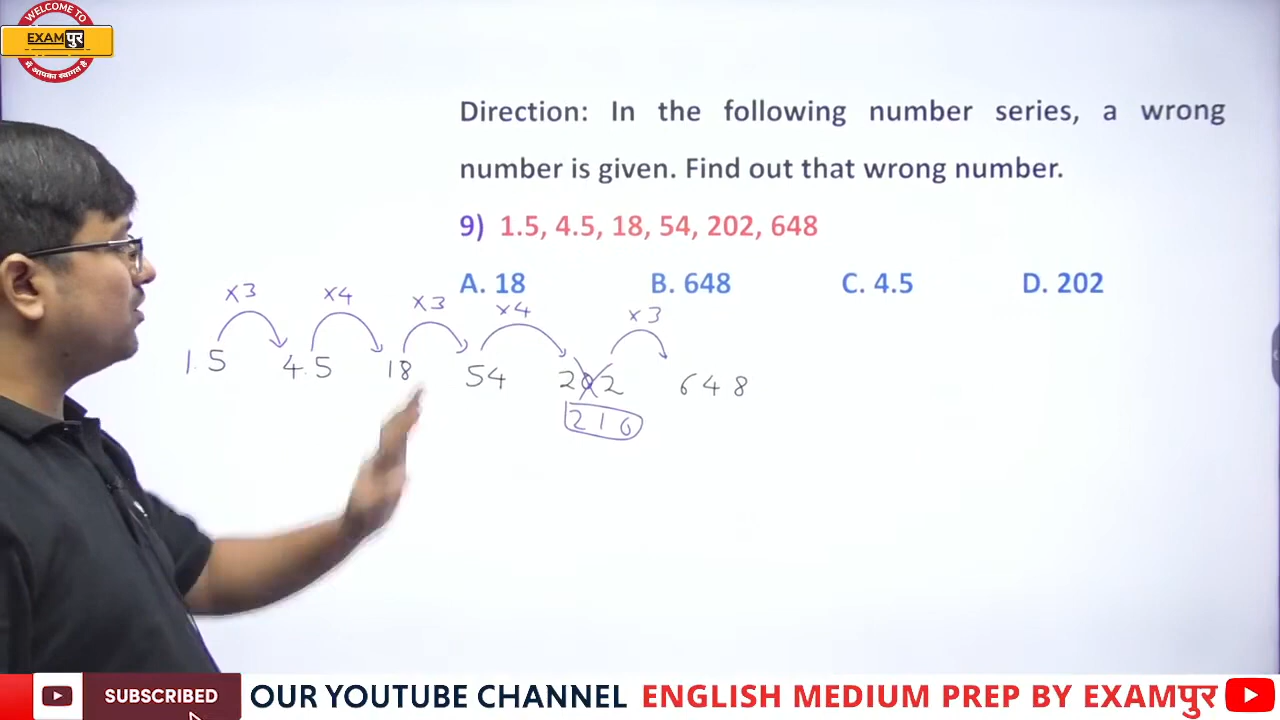 WELCOME TO
EXAMपुर
में आपका स्वागत है
Direction: In the following number series, a wrong
number is given. Find out that wrong number.
9) 1.5, 4.5, 18, 54, 202, 648
A. 18 B. 648 C. 4.5 D. 202
×3 ×4 ×3 ×4 ×3
1.5 4.5 18 54 202 648
216
SUBSCRIBED OUR YOUTUBE CHANNEL ENGLISH MEDIUM PREP BY EXAMपुर